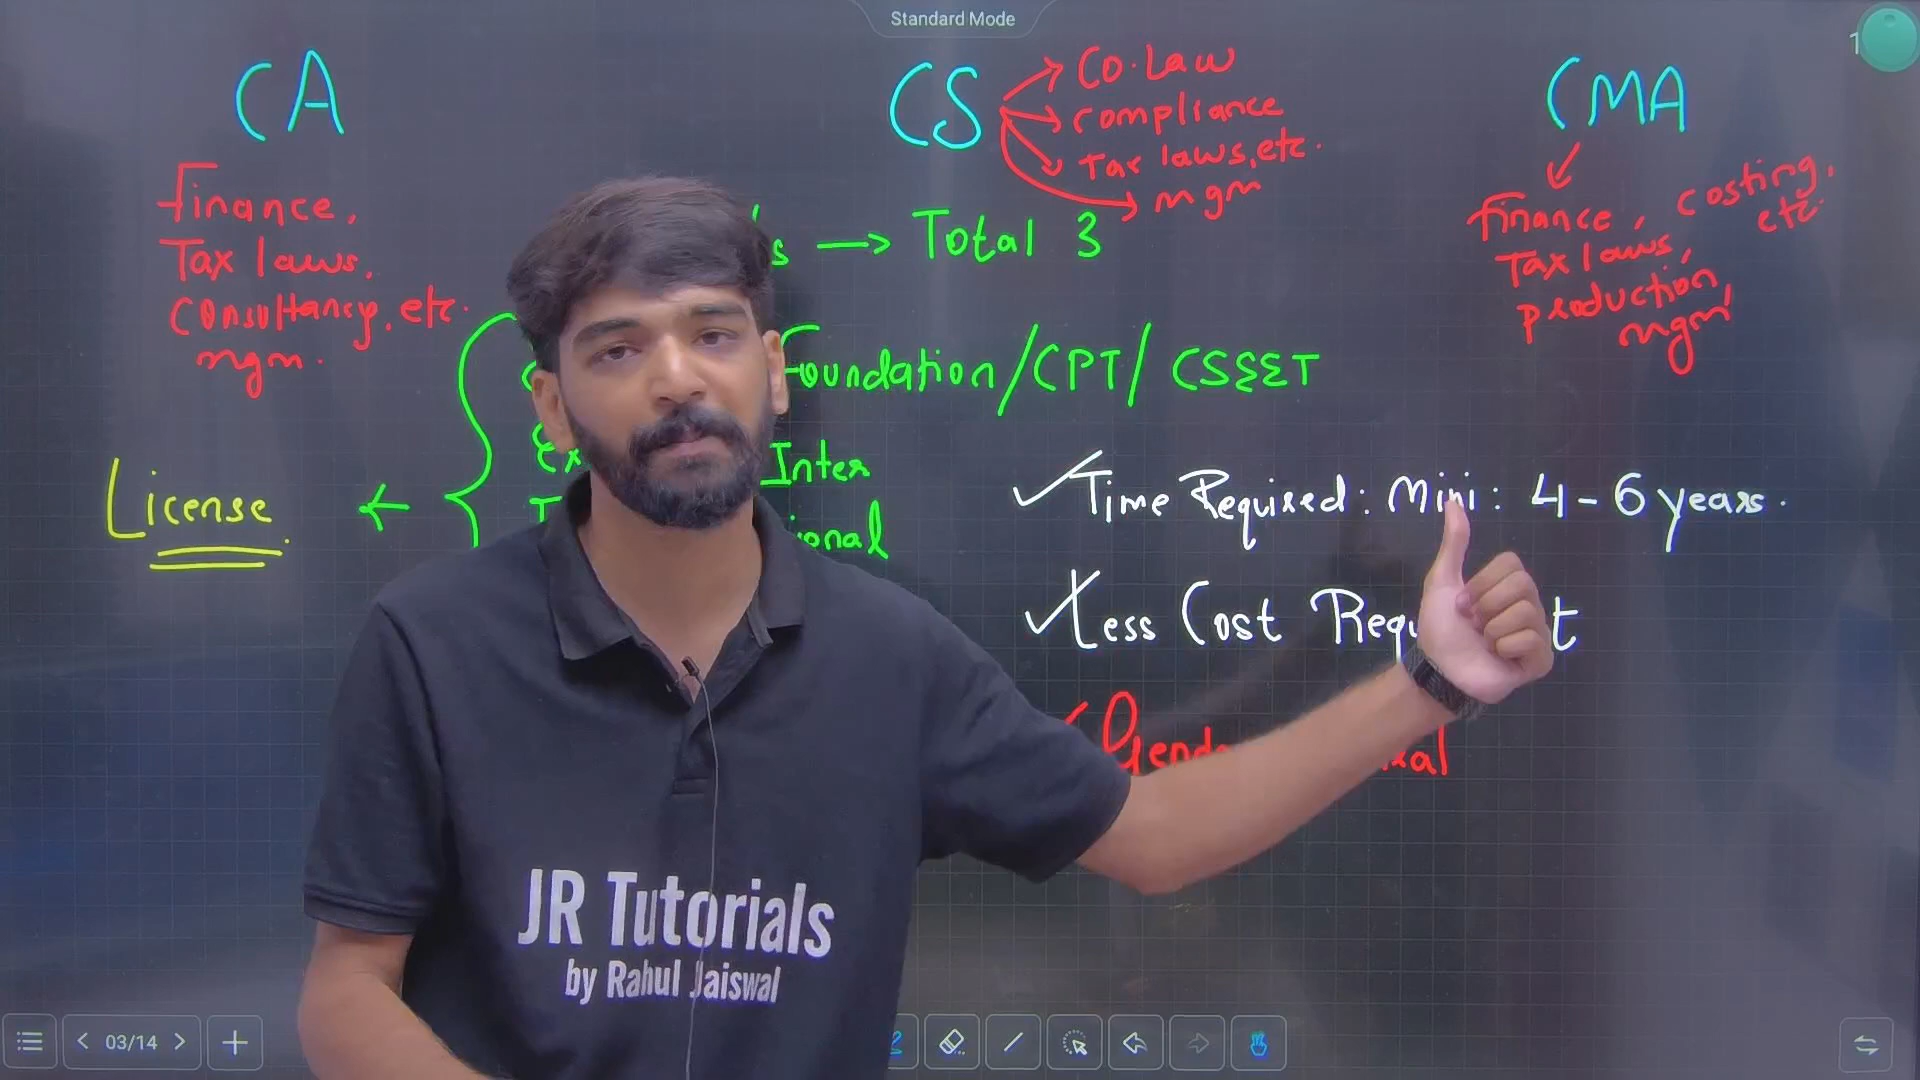 Standard Mode
1
CA
Finance,
Tax laws,
Consultancy, etc.
mgm.
CS
Co. Law
Compliance
Tax laws, etc.
mgm
CMA
Finance, Costing,
Tax laws, etc.
production,
mgm
→ Total 3
Foundation/CPT/CSEET
Inter
License
Time Required: Mini: 4-6 years.
Less Cost
JR Tutorials
by Rahul Jaiswal
03/14